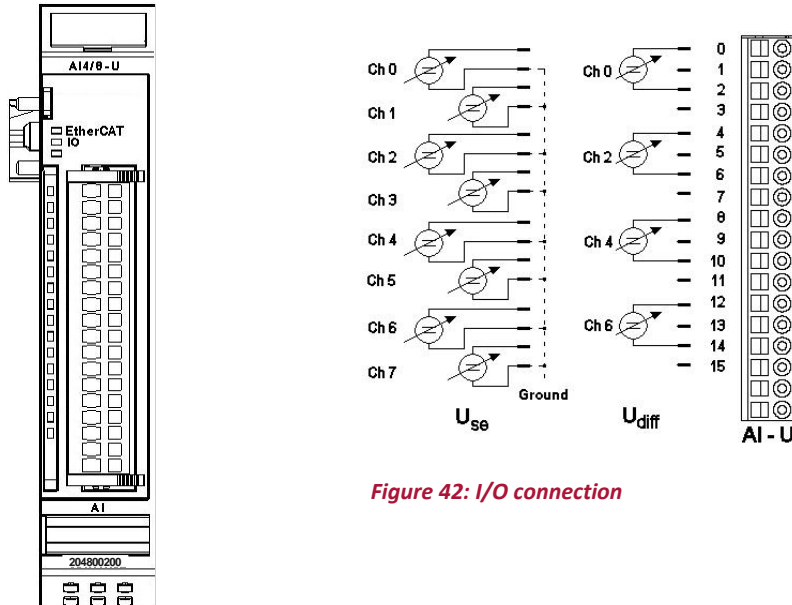 AI4/8-U
EtherCAT
IO
AI
204800200
Ch 0
Ch 1
Ch 2
Ch 3
Ch 4
Ch 5
Ch 6
Ch 7
Ground
Use
Ch 0
Ch 2
Ch 4
Ch 6
Udiff
0
1
2
3
4
5
6
7
8
9
10
11
12
13
14
15
AI - U
Figure 42: I/O connection